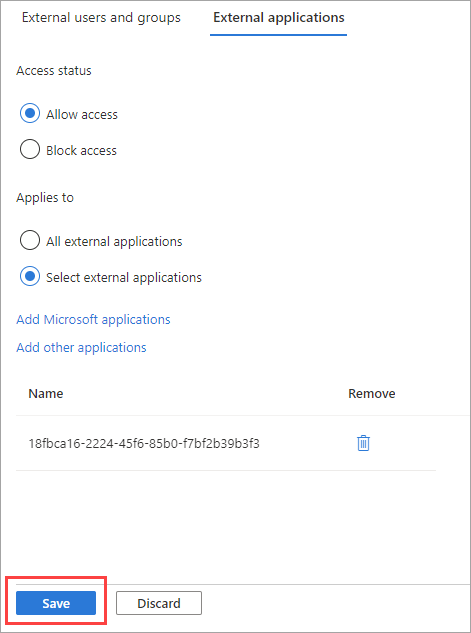 External users and groups External applications
Access status
Allow access
Block access
Applies to
All external applications
Select external applications
Add Microsoft applications
Add other applications
Name Remove
18fbca16-2224-45f6-85b0-f7bf2b39b3f3
Save Discard